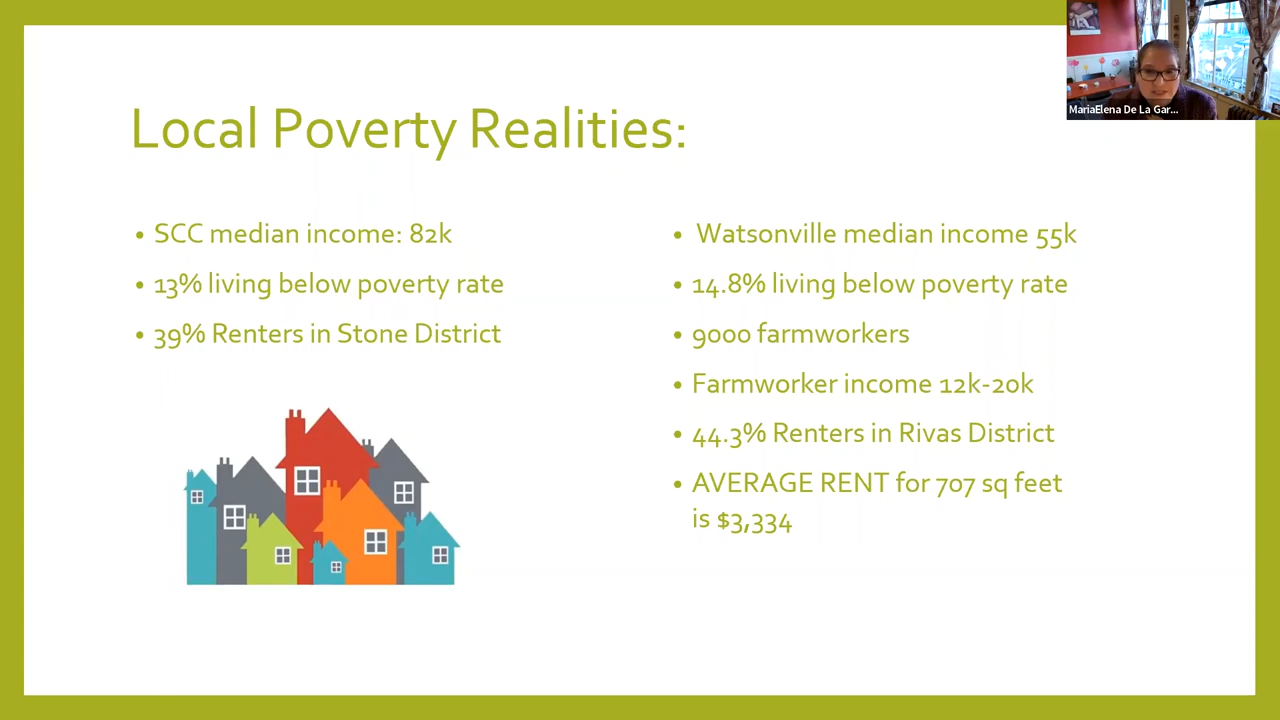 MariaElena De La Gar...
Local Poverty Realities:
• SCC median income: 82k
• 13% living below poverty rate
• 39% Renters in Stone District
• Watsonville median income 55k
• 14.8% living below poverty rate
• 9000 farmworkers
• Farmworker income 12k-20k
• 44.3% Renters in Rivas District
• AVERAGE RENT for 707 sq feet
is $3,334